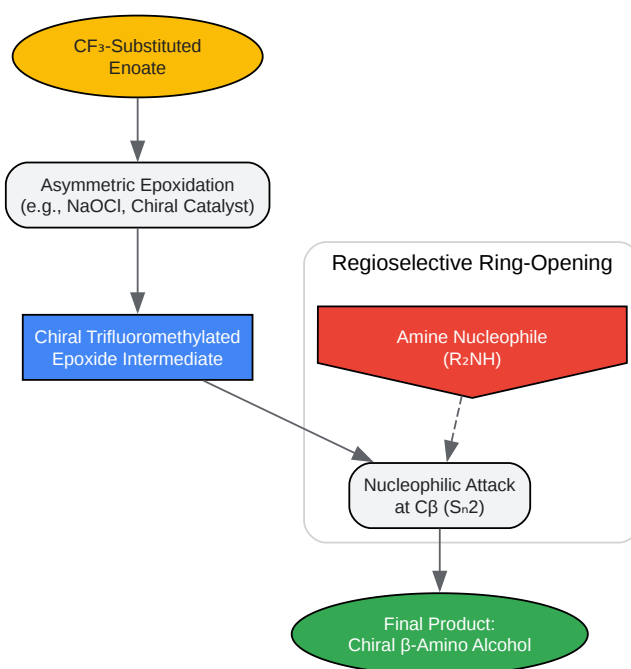 CF₃-Substituted
Enoate
Asymmetric Epoxidation
(e.g., NaOCl, Chiral Catalyst)
Regioselective Ring-Opening
Chiral Trifluoromethylated
Epoxide Intermediate
Amine Nucleophile
(R₂NH)
Nucleophilic Attack
at Cβ (Sₙ2)
Final Product:
Chiral β-Amino Alcohol